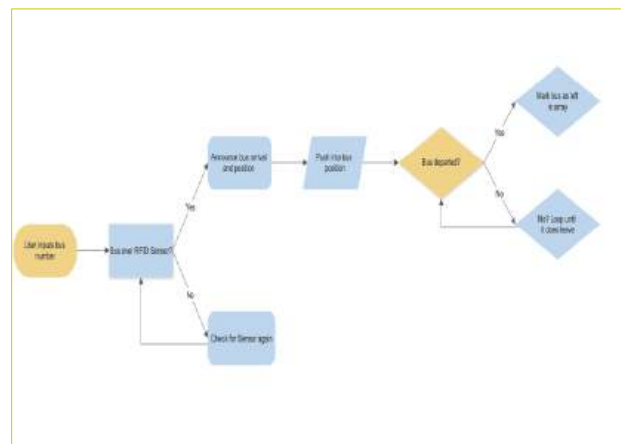 User inputs bus
number
Bus over RFID Sensor?
Yes
No
Announce bus arrival
and position
Check for Sensor again
Push into bus
position
Bus departed?
Yes
No
Mark bus as left
in array
No? Loop until
it does leave